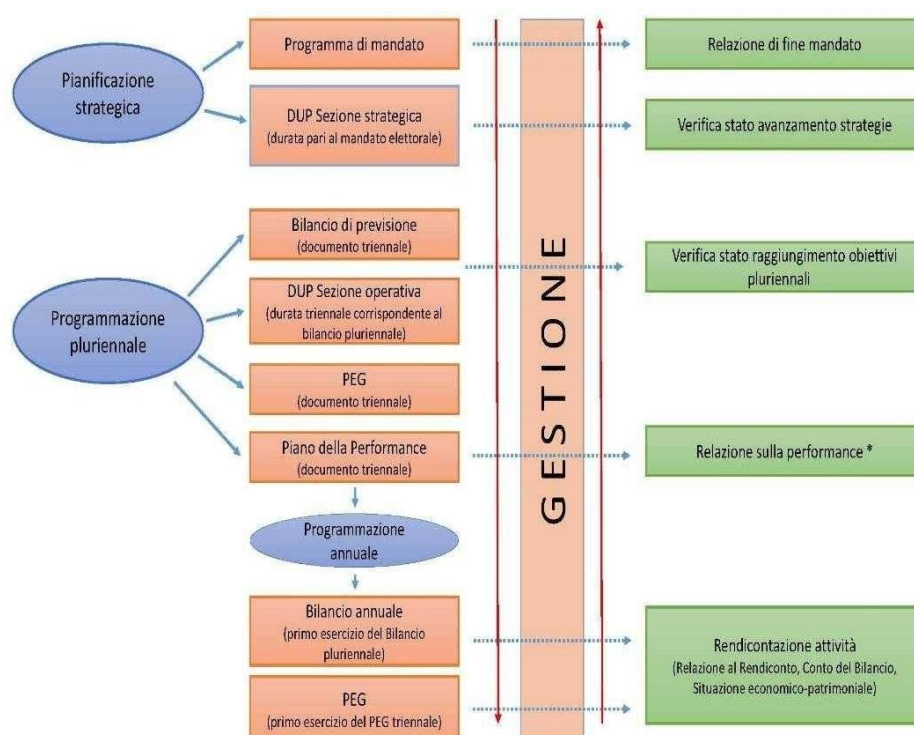 Pianificazione
strategica
Programma di mandato
DUP Sezione strategica
(durata pari al mandato elettorale)
Relazione di fine mandato
Verifica stato avanzamento strategie
Programmazione
pluriennale
Bilancio di previsione
(documento triennale)
DUP Sezione operativa
(durata triennale corrispondente al
bilancio pluriennale)
PEG
(documento triennale)
Piano della Performance
(documento triennale)
Verifica stato raggiungimento obiettivi
pluriennali
Relazione sulla performance *
GESTIONE
Programmazione
annuale
Bilancio annuale
(primo esercizio del Bilancio
pluriennale)
PEG
(primo esercizio del PEG triennale)
Rendicontazione attività
(Relazione al Rendiconto, Conto del Bilancio,
Situazione economico-patrimoniale)